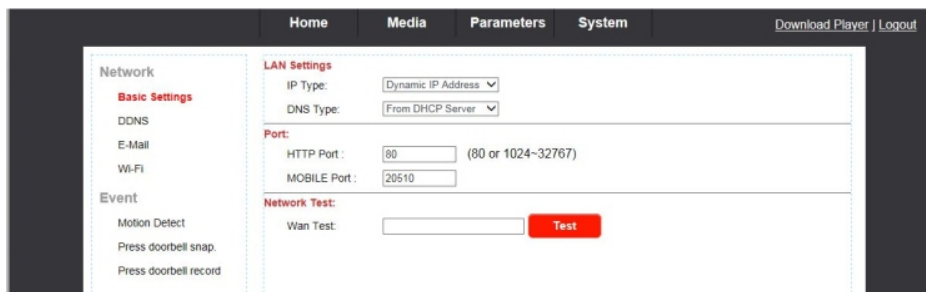 Home Media Parameters System Download Player | Logout
Network
Basic Settings
DDNS
E-Mail
Wi-Fi
Event
Motion Detect
Press doorbell snap.
Press doorbell record
LAN Settings
IP Type: Dynamic IP Address
DNS Type: From DHCP Server
Port:
HTTP Port : 80 (80 or 1024~32767)
MOBILE Port : 20510
Network Test:
Wan Test: Test